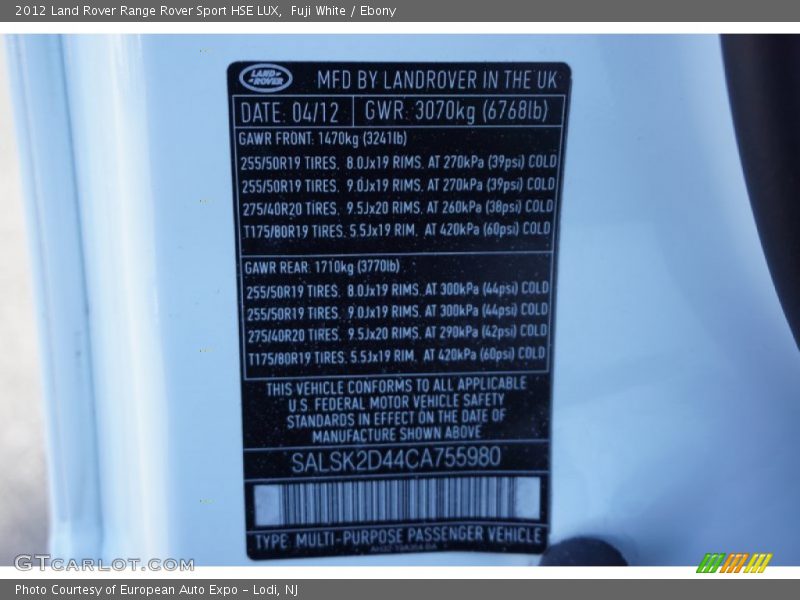 2012 Land Rover Range Rover Sport HSE LUX,  Fuji White / Ebony
LAND-
-ROVER
MFD BY LANDROVER IN THE UK
DATE: 04/12 GWR: 3070kg (6768lb)
GAWR FRONT: 1470kg (3241lb)
255/50R19 TIRES, 8.0Jx19 RIMS, AT 270kPa (39psi) COLD
255/50R19 TIRES, 9.0Jx19 RIMS, AT 270kPa (39psi) COLD
275/40R20 TIRES, 9.5Jx20 RIMS, AT 260kPa (38psi) COLD
T175/80R19 TIRES, 5.5Jx19 RIM, AT 420kPa (60psi) COLD
GAWR REAR: 1710kg (3770lb)
255/50R19 TIRES, 8.0Jx19 RIMS, AT 300kPa (44psi) COLD
255/50R19 TIRES, 9.0Jx19 RIMS, AT 300kPa (44psi) COLD
275/40R20 TIRES, 9.5Jx20 RIMS, AT 290kPa (42psi) COLD
T175/80R19 TIRES, 5.5Jx19 RIM, AT 420kPa (60psi) COLD
THIS VEHICLE CONFORMS TO ALL APPLICABLE
U.S. FEDERAL MOTOR VEHICLE SAFETY
STANDARDS IN EFFECT ON THE DATE OF
MANUFACTURE SHOWN ABOVE
SALSK2D44CA755980
TYPE: MULTI-PURPOSE PASSENGER VEHICLE
GTCARLOT.COM
Photo Courtesy of European Auto Expo - Lodi, NJ